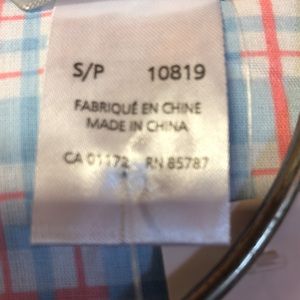 S/P 10819
FABRIQUÉ EN CHINE
MADE IN CHINA
CA 01172 RN 85787